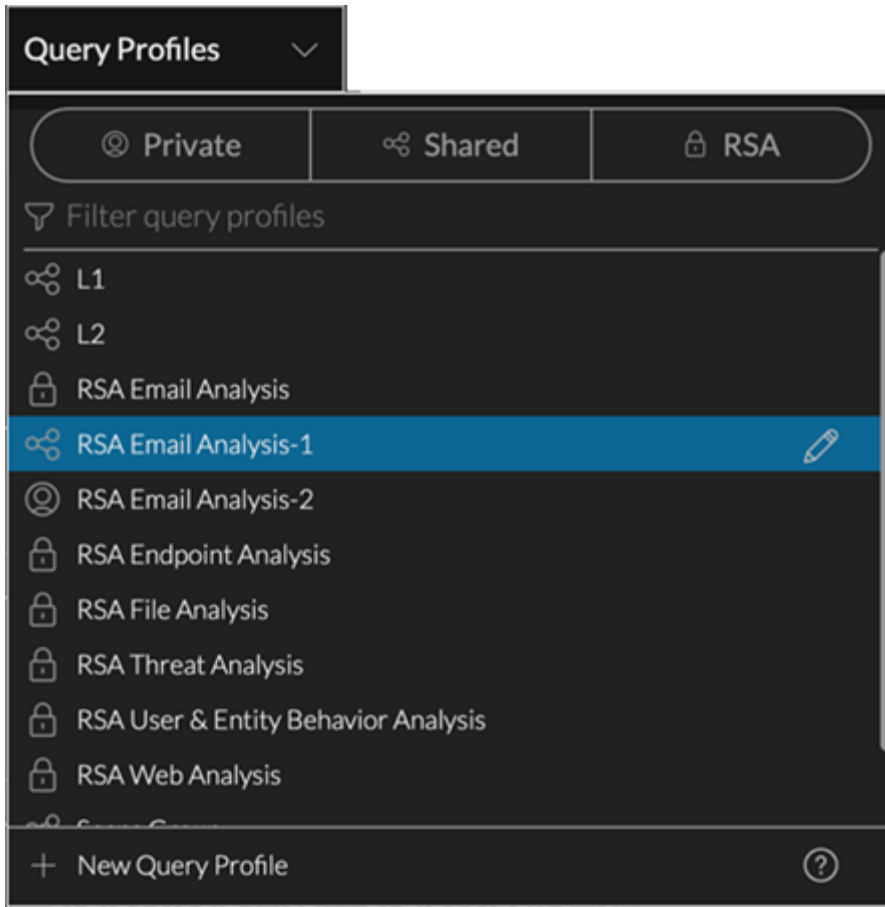 Query Profiles
Private Shared RSA
Filter query profiles
L1
L2
RSA Email Analysis
RSA Email Analysis-1
RSA Email Analysis-2
RSA Endpoint Analysis
RSA File Analysis
RSA Threat Analysis
RSA User & Entity Behavior Analysis
RSA Web Analysis
New Query Profile